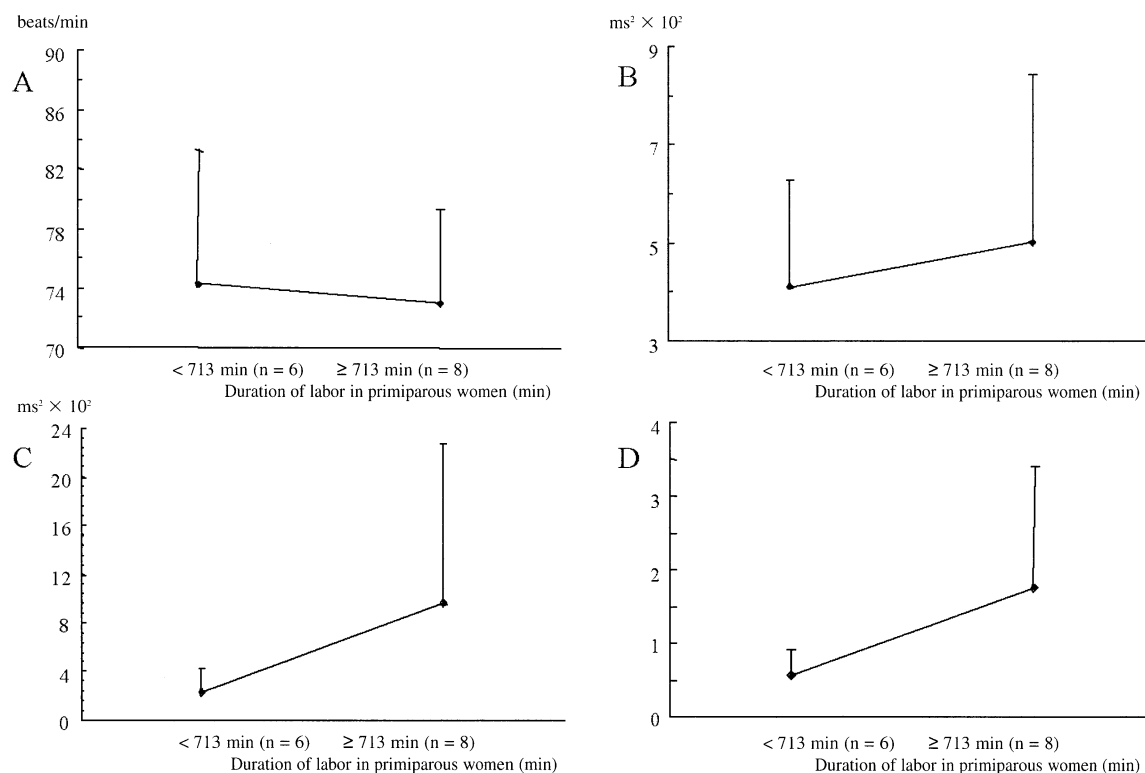 beats/min
A
90
86
82
78
74
70
< 713 min (n = 6) ≥ 713 min (n = 8)
Duration of labor in primiparous women (min)
ms² × 10²
B
9
7
5
3
< 713 min (n = 6) ≥ 713 min (n = 8)
Duration of labor in primiparous women (min)
ms² × 10²
C
24
20
16
12
8
4
0
< 713 min (n = 6) ≥ 713 min (n = 8)
Duration of labor in primiparous women (min)
D
4
3
2
1
0
< 713 min (n = 6) ≥ 713 min (n = 8)
Duration of labor in primiparous women (min)